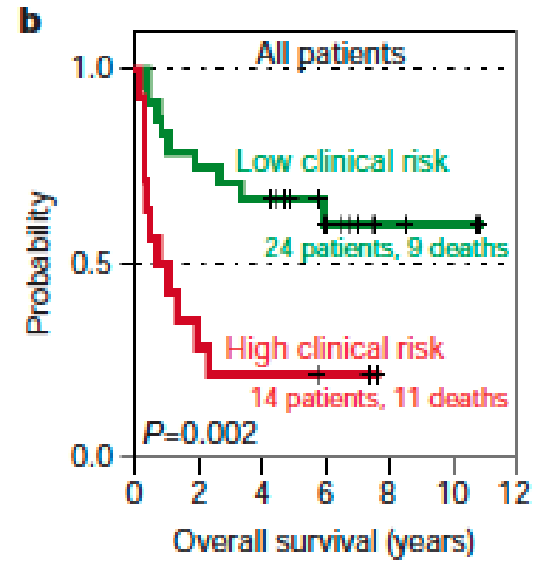 b
All patients
1.0
Low clinical risk
24 patients, 9 deaths
0.5
High clinical risk
14 patients, 11 deaths
P=0.002
0.0
0 2 4 6 8 10 12
Probability
Overall survival (years)